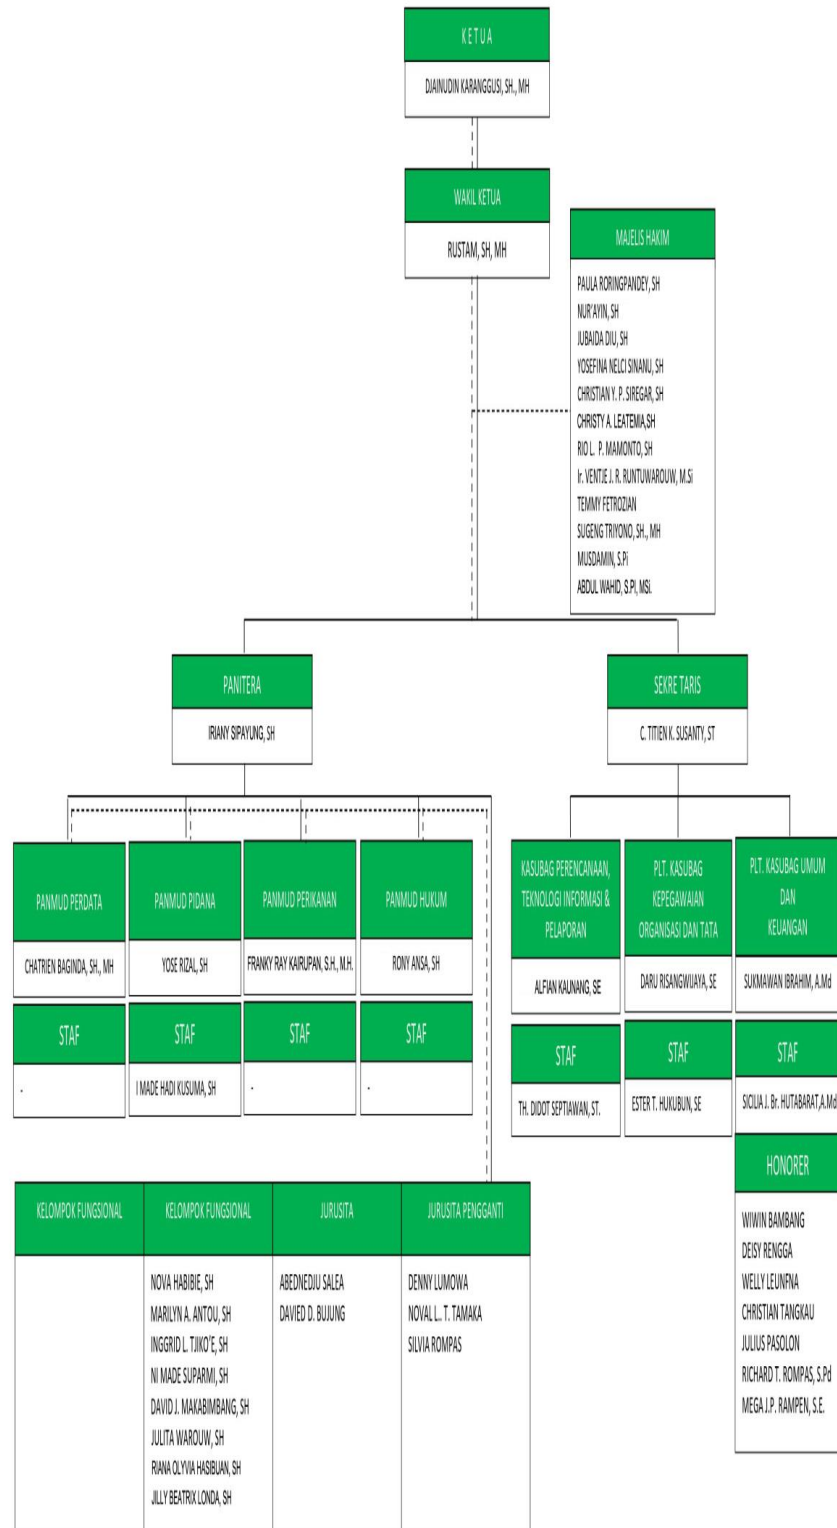 KETUA
DJAINUDIN KARANGGUSI, SH., MH
WAKIL KETUA
RUSTAM, SH, MH
MAJELIS HAKIM
PAULA RORINGPANDEY, SH
NUR'AYIN, SH
JUBAIDA DIU, SH
YOSEFINA NELCI SINANU, SH
CHRISTIAN Y. P. SIREGAR, SH
CHRISTY A. LEATEMIA,SH
RIO L. P. MAMONTO, SH
Ir. VENTJE J. R. RUNTUWAROUW, M.Si
TEMMY FETROZIAN
SUGENG TRIYONO, SH., MH
MUSDAMIN, S.Pi
ABDUL WAHID, S.PI, MSi.
PANITERA
IRIANY SIPAYUNG, SH
SEKRE TARIS
C. TITIEN K. SUSANTY, ST
PANMUD PERDATA
CHATRIEN BAGINDA, SH., MH
STAF
-
PANMUD PIDANA
YOSE RIZAL, SH
STAF
I MADE HADI KUSUMA, SH
PANMUD PERIKANAN
FRANKY RAY KAIRUPAN, S.H., M.H.
STAF
-
PANMUD HUKUM
RONY ANSA, SH
STAF
-
KASUBAG PERENCANAAN,
TEKNOLOGI INFORMASI &
PELAPORAN
ALFIAN KAUNANG, SE
STAF
TH. DIDOT SEPTIAWAN, ST.
PLT. KASUBAG
KEPEGAWAIAN
ORGANISASI DAN TATA
DARU RISANGWIJAYA, SE
STAF
ESTER T. HUKUBUN, SE
PLT. KASUBAG UMUM
DAN
KEUANGAN
SUKMAWAN IBRAHIM, A.Md
STAF
SICILIA J. Br. HUTABARAT,A.Md
HONORER
WIWIN BAMBANG
DEISY RENGGA
WELLY LEUNFNA
CHRISTIAN TANGKAU
JULIUS PASOLON
RICHARD T. ROMPAS, S.Pd
MEGA J.P. RAMPEN, S.E.
KELOMPOK FUNGSIONAL
KELOMPOK FUNGSIONAL
NOVA HABIBIE, SH
MARILYN A. ANTOU, SH
INGGRID L. TJIKO'E, SH
NI MADE SUPARMI, SH
DAVID J. MAKABIMBANG, SH
JULITA WAROUW, SH
RIANA OLYVIA HASIBUAN, SH
JILLY BEATRIX LONDA, SH
JURUSITA
ABEDNEDJU SALEA
DAVIED D. BUJUNG
JURUSITA PENGGANTI
DENNY LUMOWA
NOVAL L.. T. TAMAKA
SILVIA ROMPAS